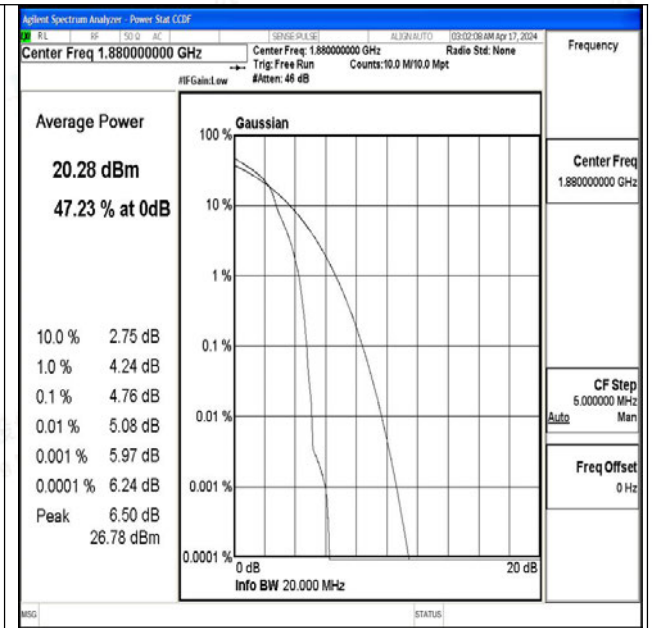 Agilent Spectrum Analyzer - Power Stat CCDF
RL RF 50 Ω AC SENSE:PULSE ALIGN AUTO 03:02:08 AM Apr 17, 2024
Center Freq 1.880000000 GHz
Center Freq: 1.880000000 GHz Radio Std: None
Trig: Free Run Counts:10.0 M/10.0 Mpt
#IFGain:Low #Atten: 46 dB
Frequency
Average Power
20.28 dBm
47.23 % at 0dB
10.0 % 2.75 dB
1.0 % 4.24 dB
0.1 % 4.76 dB
0.01 % 5.08 dB
0.001 % 5.97 dB
0.0001 % 6.24 dB
Peak 6.50 dB
26.78 dBm
Gaussian
100 %
10 %
1 %
0.1 %
0.01 %
0.001 %
0.0001 %
0 dB 20 dB
Info BW 20.000 MHz
Center Freq
1.880000000 GHz
CF Step
5.000000 MHz
Auto Man
Freq Offset
0 Hz
MSG STATUS